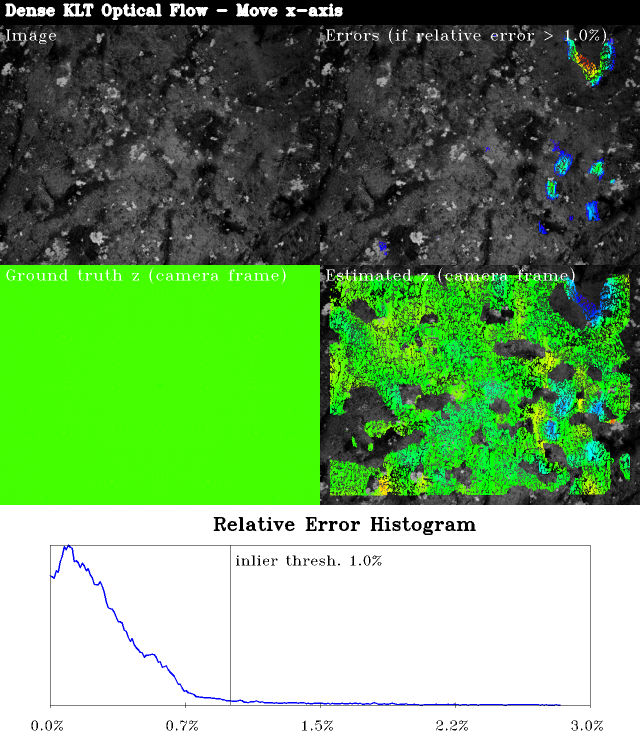 Dense KLT Optical Flow - Move x-axis
Image
Errors (if relative error > 1.0%)
Ground truth z (camera frame)
Estimated z (camera frame)
Relative Error Histogram
inlier thresh. 1.0%
0.0% 0.7% 1.5% 2.2% 3.0%